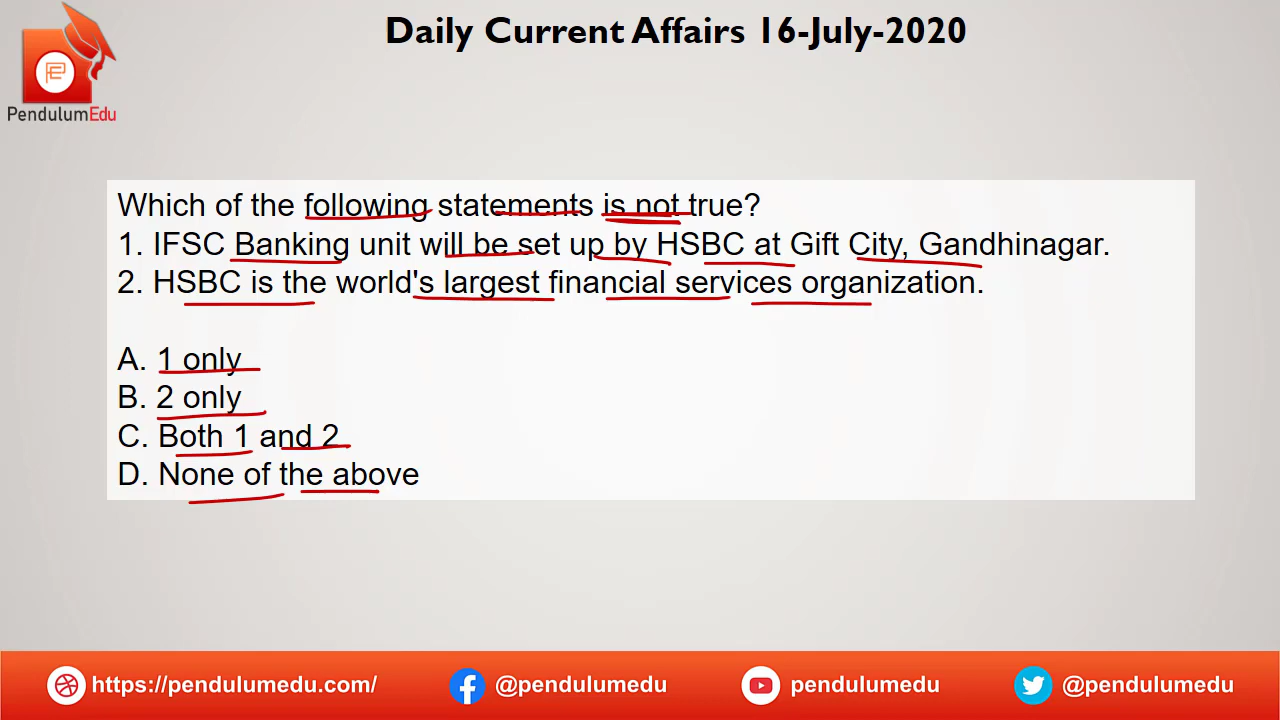 Daily Current Affairs 16-July-2020
PendulumEdu
Which of the following statements is not true?
1. IFSC Banking unit will be set up by HSBC at Gift City, Gandhinagar.
2. HSBC is the world's largest financial services organization.
A. 1 only
B. 2 only
C. Both 1 and 2
D. None of the above
https://pendulumedu.com/ @pendulumedu pendulumedu @pendulumedu